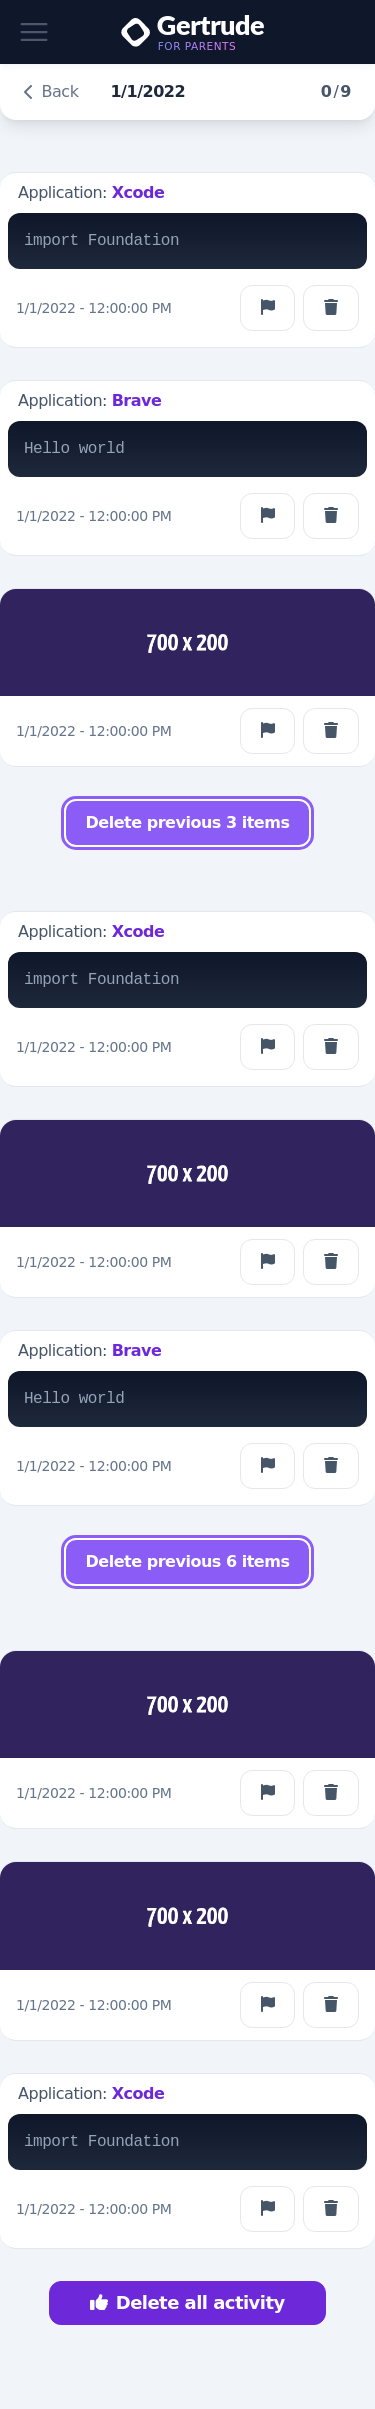 Gertrude
FOR PARENTS
Back 1/1/2022 0/9
Application: Xcode
import Foundation
1/1/2022 - 12:00:00 PM
Application: Brave
Hello world
1/1/2022 - 12:00:00 PM
700 x 200
1/1/2022 - 12:00:00 PM
Delete previous 3 items
Application: Xcode
import Foundation
1/1/2022 - 12:00:00 PM
700 x 200
1/1/2022 - 12:00:00 PM
Application: Brave
Hello world
1/1/2022 - 12:00:00 PM
Delete previous 6 items
700 x 200
1/1/2022 - 12:00:00 PM
700 x 200
1/1/2022 - 12:00:00 PM
Application: Xcode
import Foundation
1/1/2022 - 12:00:00 PM
Delete all activity